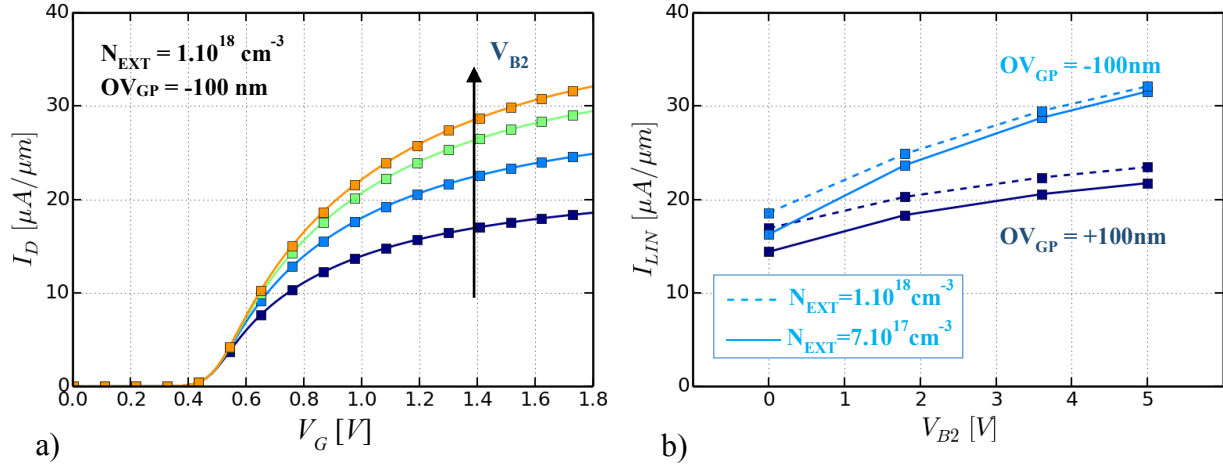 40
30
20
10
0
I_D [μA/μm]
N_EXT = 1.10^18 cm^-3
OV_GP = -100 nm
V_B2
0.0 0.2 0.4 0.6 0.8 1.0 1.2 1.4 1.6 1.8
V_G [V]
a)
40
30
20
10
0
I_LIN [μA/μm]
OV_GP = -100nm
OV_GP = +100nm
N_EXT=1.10^18cm^-3
N_EXT=7.10^17cm^-3
0 1 2 3 4 5
V_B2 [V]
b)